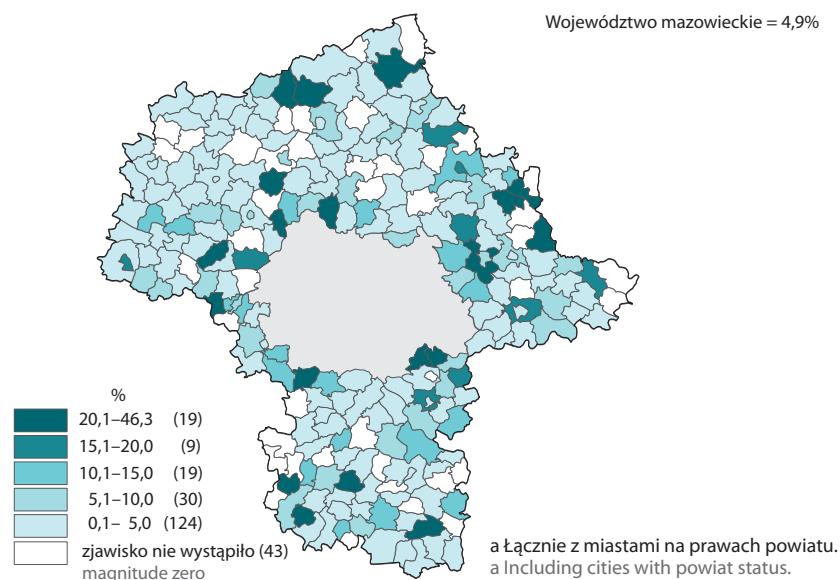 Województwo mazowieckie = 4,9%
%
20,1–46,3 (19)
15,1–20,0 (9)
10,1–15,0 (19)
5,1–10,0 (30)
0,1– 5,0 (124)
zjawisko nie wystąpiło (43)
magnitude zero
a Łącznie z miastami na prawach powiatu.
a Including cities with powiat status.